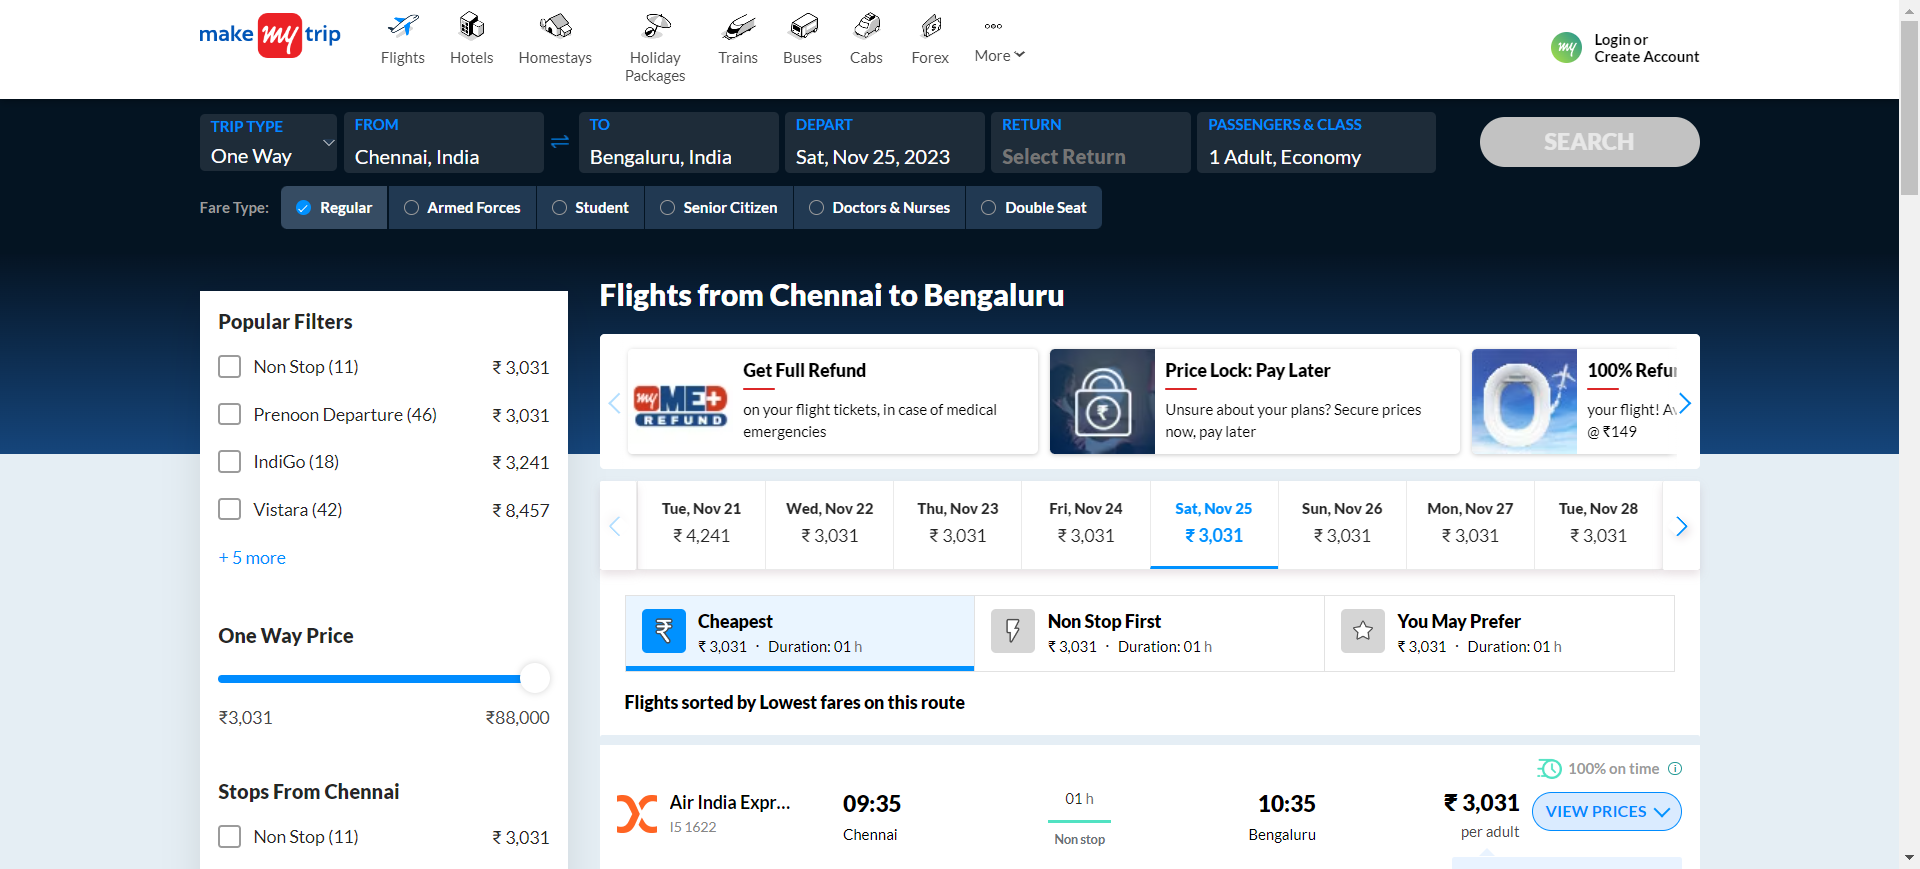 make my trip
Flights
Hotels
Homestays
Holiday
Packages
Trains
Buses
Cabs
Forex
More
my
Login or
Create Account
TRIP TYPE
One Way
FROM
Chennai, India
TO
Bengaluru, India
DEPART
Sat, Nov 25, 2023
RETURN
Select Return
PASSENGERS & CLASS
1 Adult, Economy
SEARCH
Fare Type:
Regular
Armed Forces
Student
Senior Citizen
Doctors & Nurses
Double Seat
Popular Filters
Non Stop (11) ₹ 3,031
Prenoon Departure (46) ₹ 3,031
IndiGo (18) ₹ 3,241
Vistara (42) ₹ 8,457
+ 5 more
One Way Price
₹3,031 ₹88,000
Stops From Chennai
Non Stop (11) ₹ 3,031
Flights from Chennai to Bengaluru
my MED
REFUND
Get Full Refund
on your flight tickets, in case of medical
emergencies
Price Lock: Pay Later
Unsure about your plans? Secure prices
now, pay later
100% Refu
your flight! Av
@ ₹149
Tue, Nov 21
₹ 4,241
Wed, Nov 22
₹ 3,031
Thu, Nov 23
₹ 3,031
Fri, Nov 24
₹ 3,031
Sat, Nov 25
₹ 3,031
Sun, Nov 26
₹ 3,031
Mon, Nov 27
₹ 3,031
Tue, Nov 28
₹ 3,031
Cheapest
₹ 3,031 · Duration: 01 h
Non Stop First
₹ 3,031 · Duration: 01 h
You May Prefer
₹ 3,031 · Duration: 01 h
Flights sorted by Lowest fares on this route
100% on time
Air India Expr...
I5 1622
09:35
Chennai
01 h
Non stop
10:35
Bengaluru
₹ 3,031
per adult
VIEW PRICES